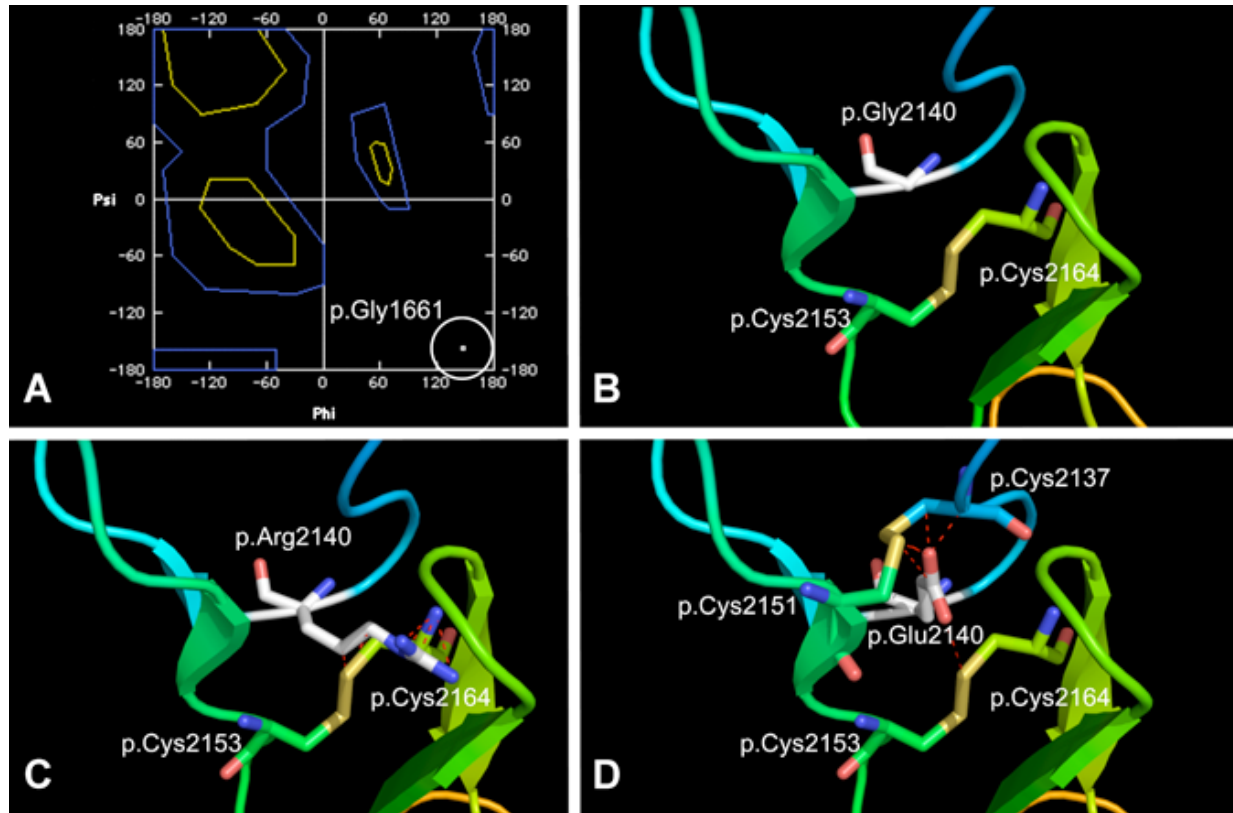 -180 -120 -60 0 60 120 180
180 180
120 120
60 60
Psi 0 0
-60 -60
-120 -120
p.Gly1661
-180 -180
-180 -120 -60 0 60 120 180
Phi
A
p.Gly2140
p.Cys2164
p.Cys2153
B
p.Arg2140
p.Cys2164
p.Cys2153
C
p.Cys2137
p.Cys2151
p.Glu2140
p.Cys2164
p.Cys2153
D